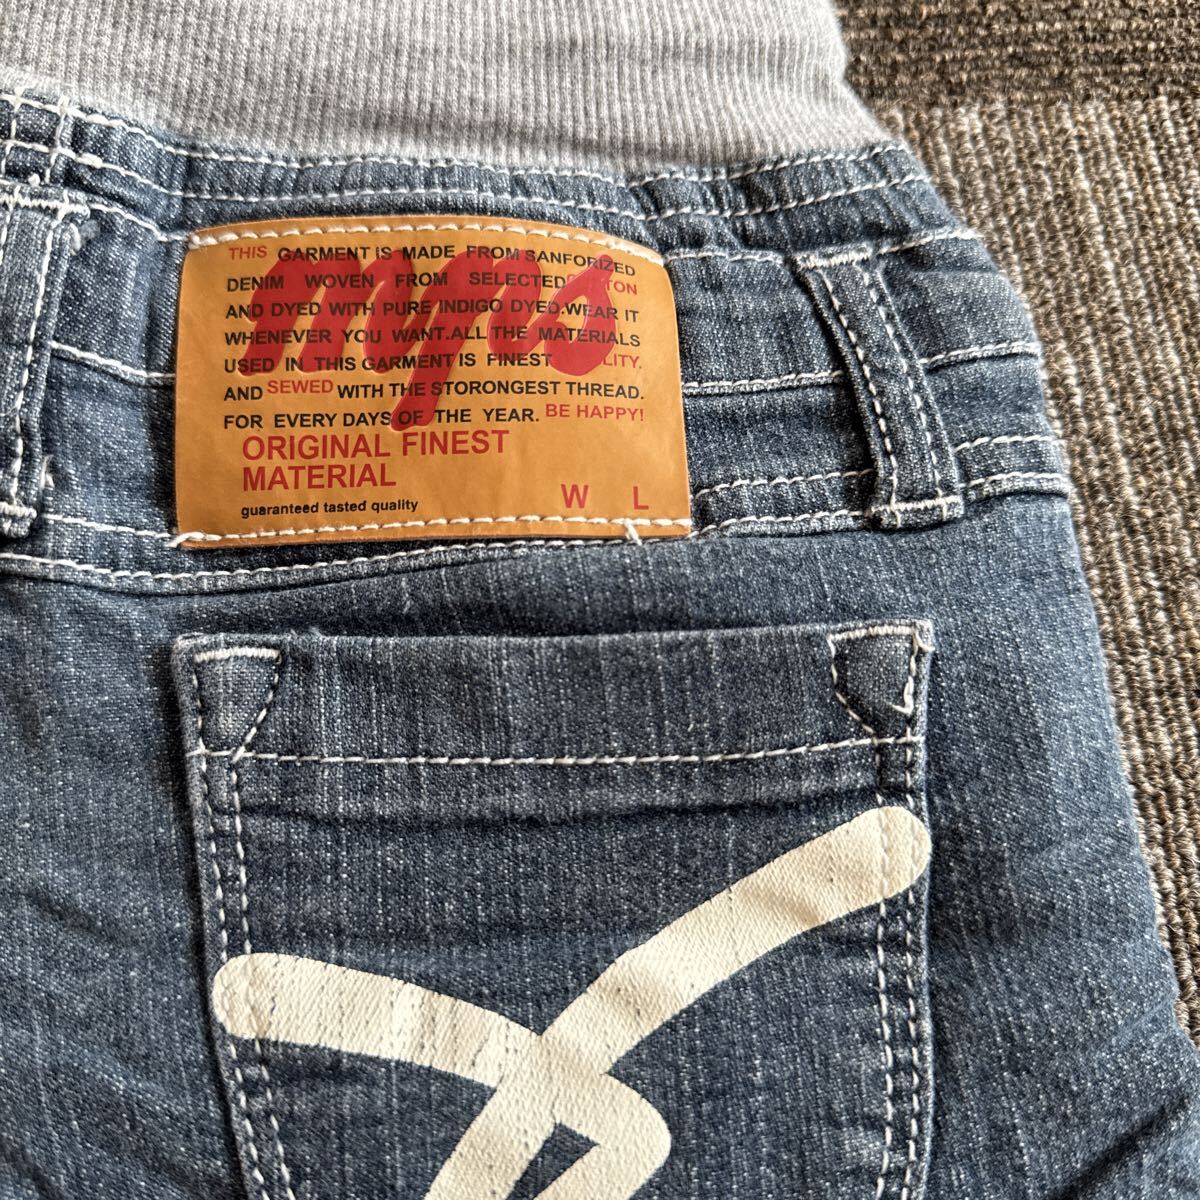 THIS GARMENT IS MADE FROM SANFORIZED
DENIM WOVEN FROM SELECTED COTTON
AND DYED WITH PURE INDIGO DYED.WEAR IT
WHENEVER YOU WANT.ALL THE MATERIALS
USED IN THIS GARMENT IS FINEST QUALITY.
AND SEWED WITH THE STORONGEST THREAD.
FOR EVERY DAYS OF THE YEAR. BE HAPPY!
ORIGINAL FINEST
MATERIAL
guaranteed tasted quality
W L